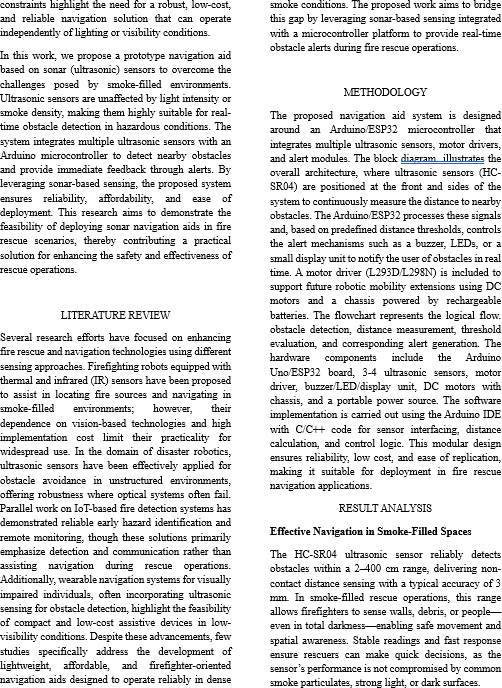 constraints highlight the need for a robust, low-cost,
and reliable navigation solution that can operate
independently of lighting or visibility conditions.
In this work, we propose a prototype navigation aid
based on sonar (ultrasonic) sensors to overcome the
challenges posed by smoke-filled environments.
Ultrasonic sensors are unaffected by light intensity or
smoke density, making them highly suitable for real-
time obstacle detection in hazardous conditions. The
system integrates multiple ultrasonic sensors with an
Arduino microcontroller to detect nearby obstacles
and provide immediate feedback through alerts. By
leveraging sonar-based sensing, the proposed system
ensures reliability, affordability, and ease of
deployment. This research aims to demonstrate the
feasibility of deploying sonar navigation aids in fire
rescue scenarios, thereby contributing a practical
solution for enhancing the safety and effectiveness of
rescue operations.
LITERATURE REVIEW
Several research efforts have focused on enhancing
fire rescue and navigation technologies using different
sensing approaches. Firefighting robots equipped with
thermal and infrared (IR) sensors have been proposed
to assist in locating fire sources and navigating in
smoke-filled environments; however, their
dependence on vision-based technologies and high
implementation cost limit their practicality for
widespread use. In the domain of disaster robotics,
ultrasonic sensors have been effectively applied for
obstacle avoidance in unstructured environments,
offering robustness where optical systems often fail.
Parallel work on IoT-based fire detection systems has
demonstrated reliable early hazard identification and
remote monitoring, though these solutions primarily
emphasize detection and communication rather than
assisting navigation during rescue operations.
Additionally, wearable navigation systems for visually
impaired individuals, often incorporating ultrasonic
sensing for obstacle detection, highlight the feasibility
of compact and low-cost assistive devices in low-
visibility conditions. Despite these advancements, few
studies specifically address the development of
lightweight, affordable, and firefighter-oriented
navigation aids designed to operate reliably in dense
smoke conditions. The proposed work aims to bridge
this gap by leveraging sonar-based sensing integrated
with a microcontroller platform to provide real-time
obstacle alerts during fire rescue operations.
METHODOLOGY
The proposed navigation aid system is designed
around an Arduino/ESP32 microcontroller that
integrates multiple ultrasonic sensors, motor drivers,
and alert modules. The block diagram illustrates the
overall architecture, where ultrasonic sensors (HC-
SR04) are positioned at the front and sides of the
system to continuously measure the distance to nearby
obstacles. The Arduino/ESP32 processes these signals
and, based on predefined distance thresholds, controls
the alert mechanisms such as a buzzer, LEDs, or a
small display unit to notify the user of obstacles in real
time. A motor driver (L293D/L298N) is included to
support future robotic mobility extensions using DC
motors and a chassis powered by rechargeable
batteries. The flowchart represents the logical flow.
obstacle detection, distance measurement, threshold
evaluation, and corresponding alert generation. The
hardware components include the Arduino
Uno/ESP32 board, 3-4 ultrasonic sensors, motor
driver, buzzer/LED/display unit, DC motors with
chassis, and a portable power source. The software
implementation is carried out using the Arduino IDE
with C/C++ code for sensor interfacing, distance
calculation, and control logic. This modular design
ensures reliability, low cost, and ease of replication,
making it suitable for deployment in fire rescue
navigation applications.
RESULT ANALYSIS
Effective Navigation in Smoke-Filled Spaces
The HC-SR04 ultrasonic sensor reliably detects
obstacles within a 2–400 cm range, delivering non-
contact distance sensing with a typical accuracy of 3
mm. In smoke-filled rescue operations, this range
allows firefighters to sense walls, debris, or people—
even in total darkness—enabling safe movement and
spatial awareness. Stable readings and fast response
ensure rescuers can make quick decisions, as the
sensor's performance is not compromised by common
smoke particulates, strong light, or dark surfaces.